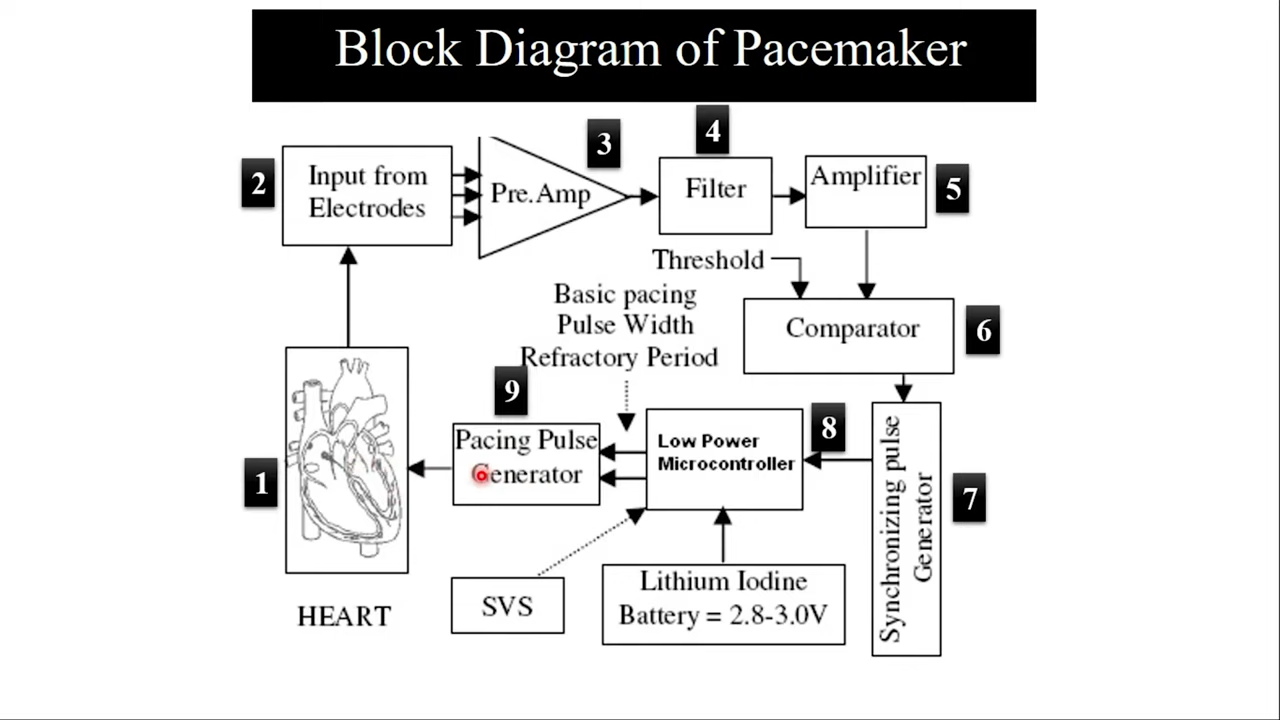 Block Diagram of Pacemaker
2
Input from
Electrodes
3
Pre.Amp
4
Filter
Amplifier
5
Threshold
Basic pacing
Pulse Width
Refractory Period
Comparator
6
9
Pacing Pulse
Generator
Low Power
Microcontroller
8
Synchronizing pulse
Generator
7
1
HEART
SVS
Lithium Iodine
Battery = 2.8-3.0V